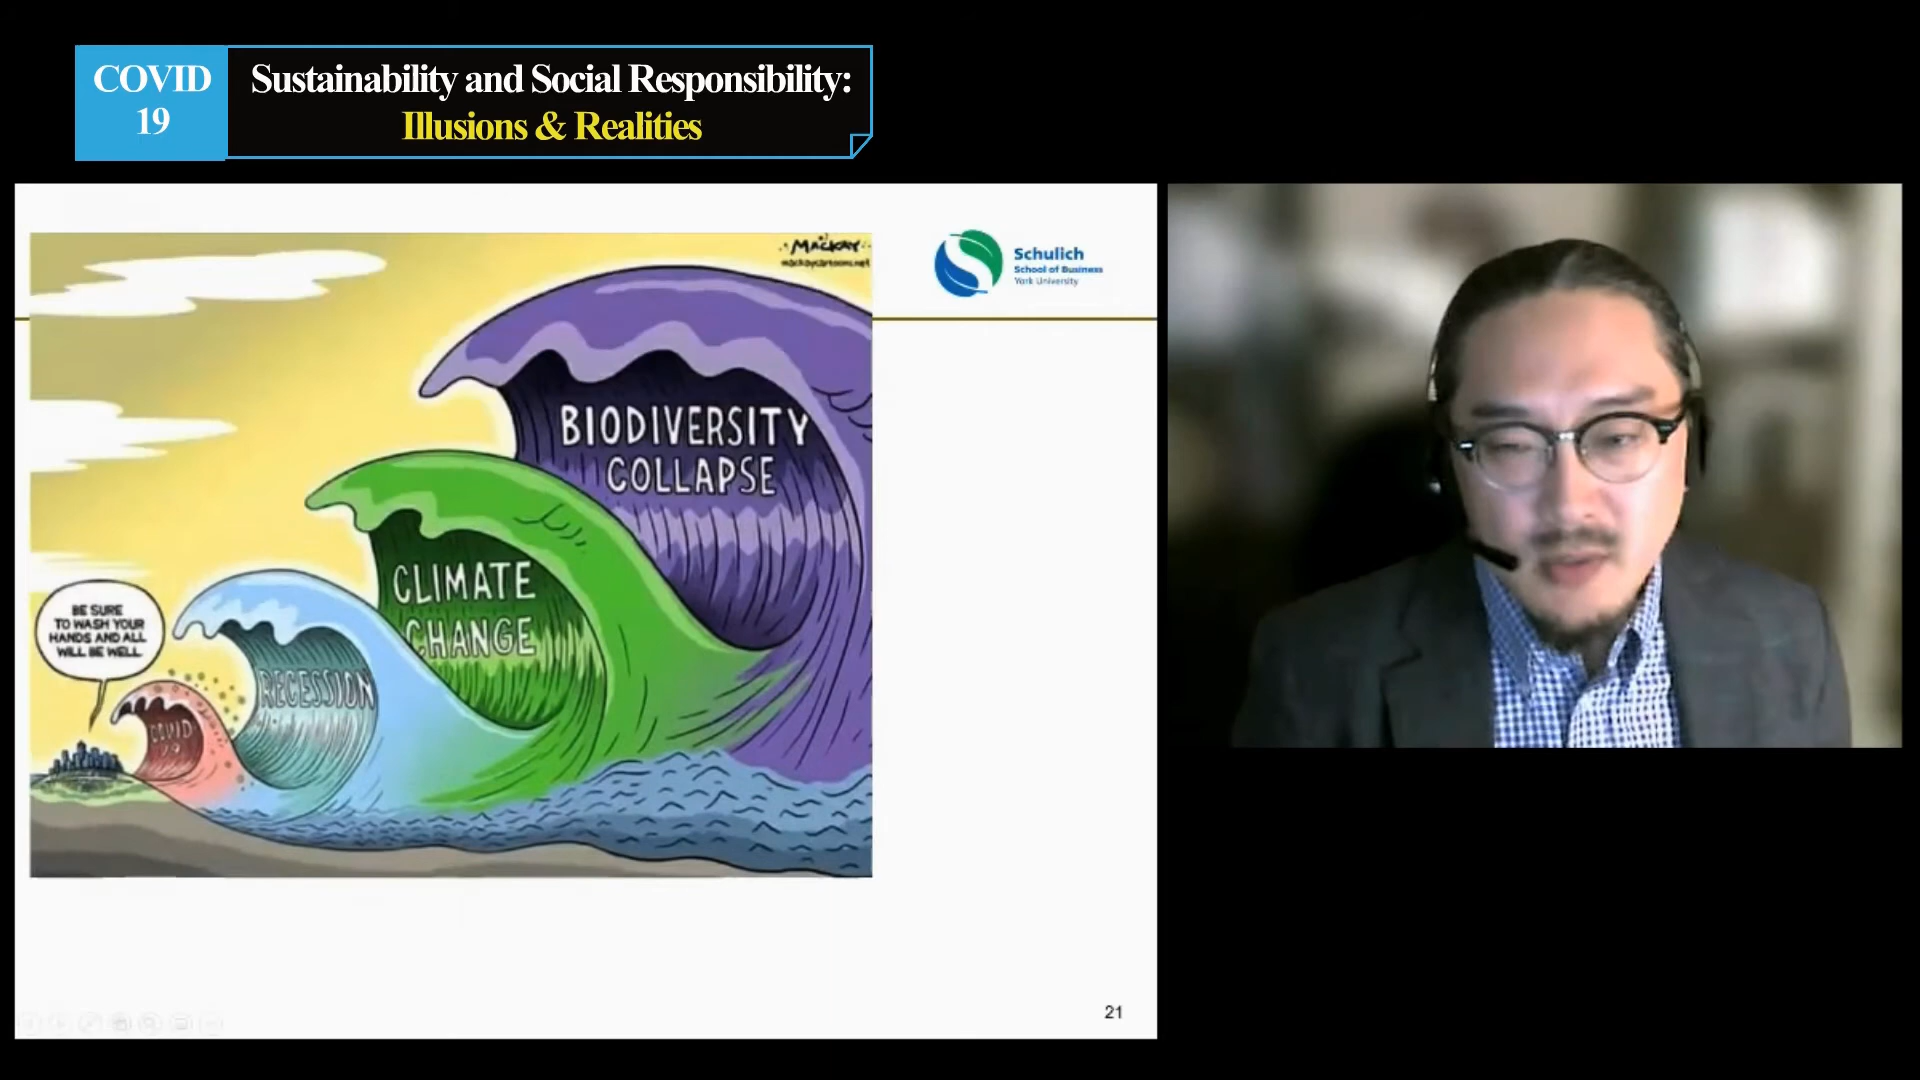 COVID
19
Sustainability and Social Responsibility:
Illusions & Realities
MACKAY
mackaycartoons.net
Schulich
School of Business
York University
BIODIVERSITY
COLLAPSE
CLIMATE
CHANGE
BE SURE
TO WASH YOUR
HANDS AND ALL
WILL BE WELL.
RECESSION
COVID
19
21